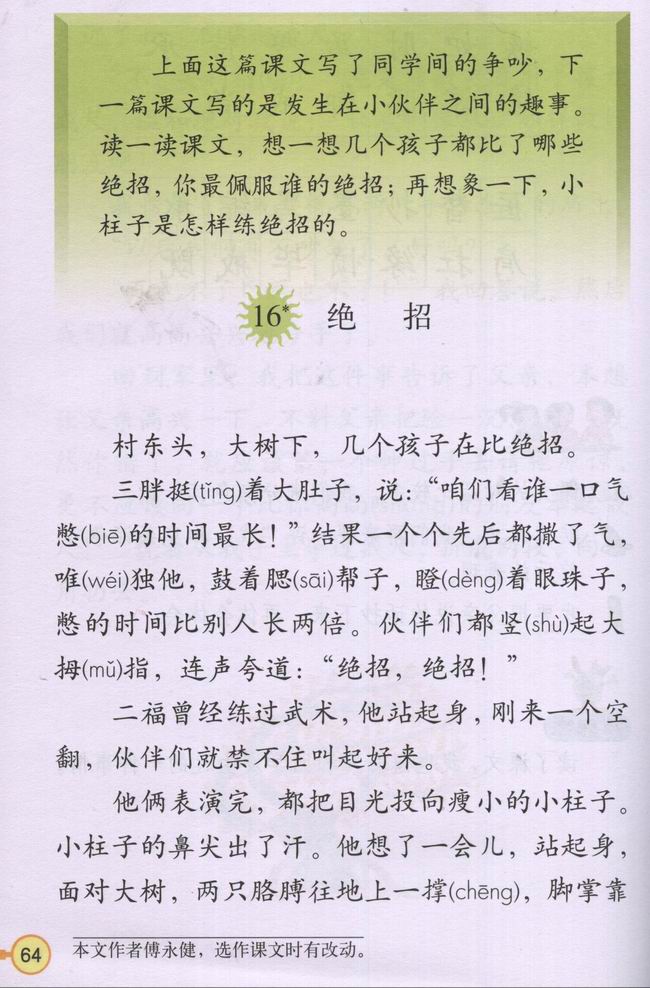 上面这篇课文写了同学间的争吵，下
一篇课文写的是发生在小伙伴之间的趣事。
读一读课文，想一想几个孩子都比了哪些
绝招，你最佩服谁的绝招；再想象一下，小
柱子是怎样练绝招的。
16* 绝 招
村东头，大树下，几个孩子在比绝招。
三胖挺(tǐng)着大肚子，说：“咱们看谁一口气
憋(biē)的时间最长！”结果一个个先后都撒了气，
唯(wéi)独他，鼓着腮(sāi)帮子，瞪(dèng)着眼珠子，
憋的时间比别人长两倍。伙伴们都竖(shù)起大
拇(mǔ)指，连声夸道：“绝招，绝招！”
二福曾经练过武术，他站起身，刚来一个空
翻，伙伴们就禁不住叫起好来。
他俩表演完，都把目光投向瘦小的小柱子。
小柱子的鼻尖出了汗。他想了一会儿，站起身，
面对大树，两只胳膊往地上一撑(chēng)，脚掌靠
本文作者傅永健，选作课文时有改动。
64